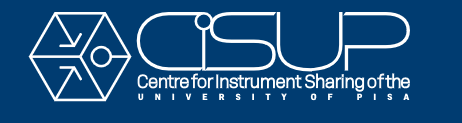 CISUP
Centre for Instrument Sharing of the
UNIVERSITY OF PISA